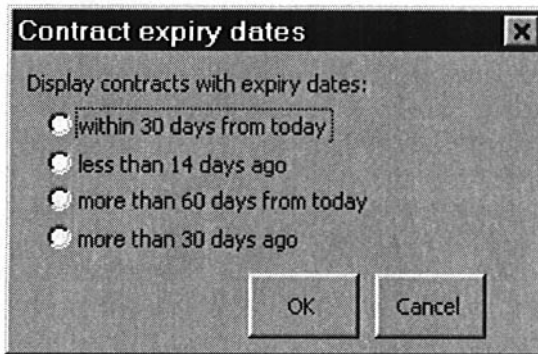 Contract expiry dates
Display contracts with expiry dates:
within 30 days from today
less than 14 days ago
more than 60 days from today
more than 30 days ago
OK Cancel